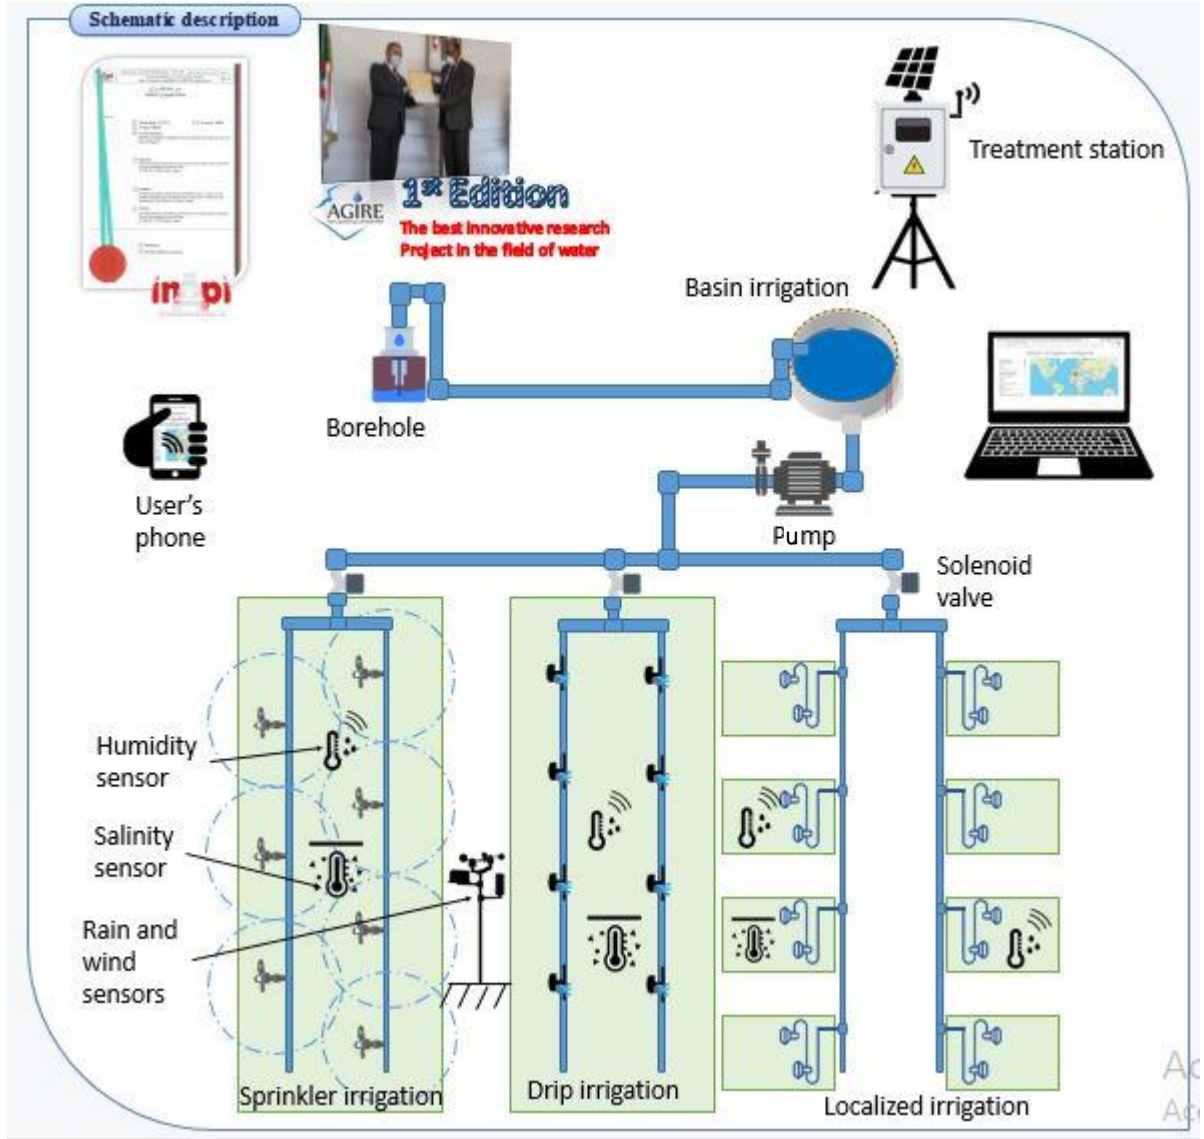 Schematic description
AGIRE
1st Edition
The best innovative research
Project in the field of water
Treatment station
Basin irrigation
Borehole
User's
phone
Pump
Solenoid
valve
Humidity
sensor
Salinity
sensor
Rain and
wind
sensors
Sprinkler irrigation
Drip irrigation
Localized irrigation